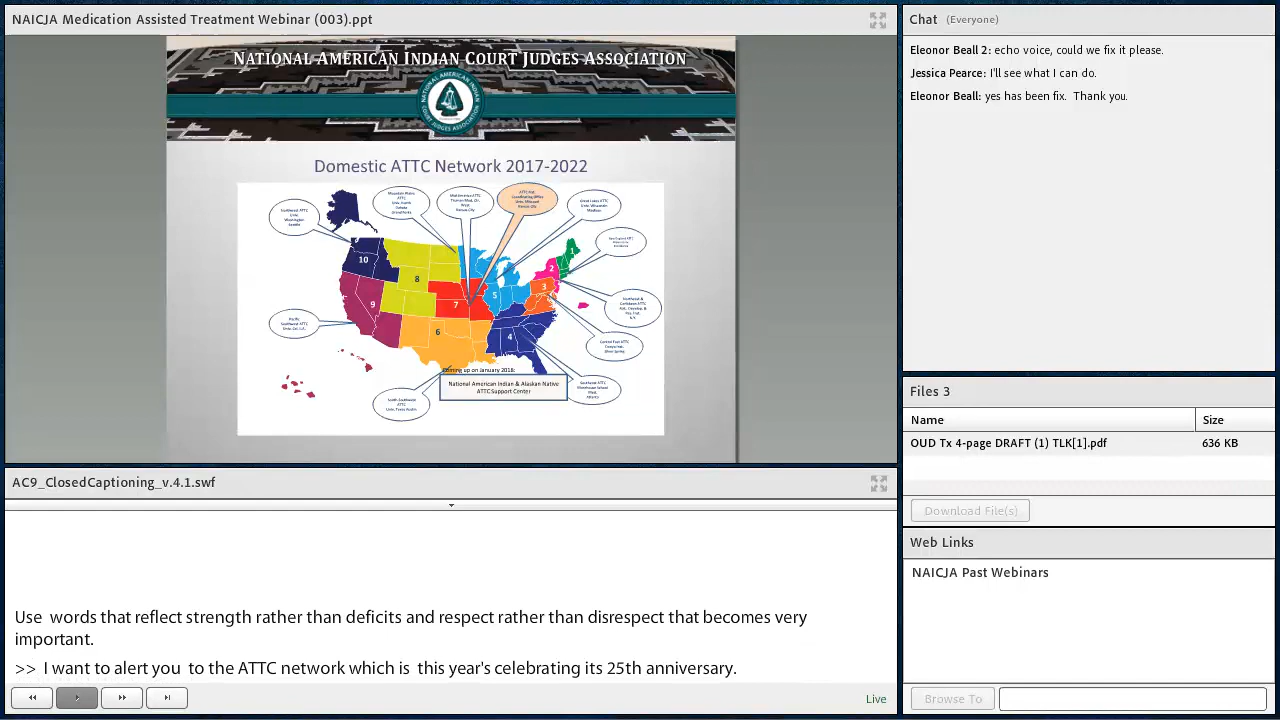 NAICJA Medication Assisted Treatment Webinar (003).ppt
NATIONAL AMERICAN INDIAN COURT JUDGES ASSOCIATION
Domestic ATTC Network 2017-2022
10
8
9
7
6
5
4
3
2
1
Coming up on January 2018:
National American Indian & Alaskan Native
ATTC Support Center
AC9_ClosedCaptioning_v.4.1.swf
Use words that reflect strength rather than deficits and respect rather than disrespect that becomes very
important.
>> I want to alert you to the ATTC network which is this year's celebrating its 25th anniversary.
Live
Chat (Everyone)
Eleonor Beall 2: echo voice, could we fix it please.
Jessica Pearce: I'll see what I can do.
Eleonor Beall: yes has been fix. Thank you
Files 3
Name Size
OUD Tx 4-page DRAFT (1) TLK[1].pdf 636 KB
Download File(s)
Web Links
NAICJA Past Webinars
Browse To